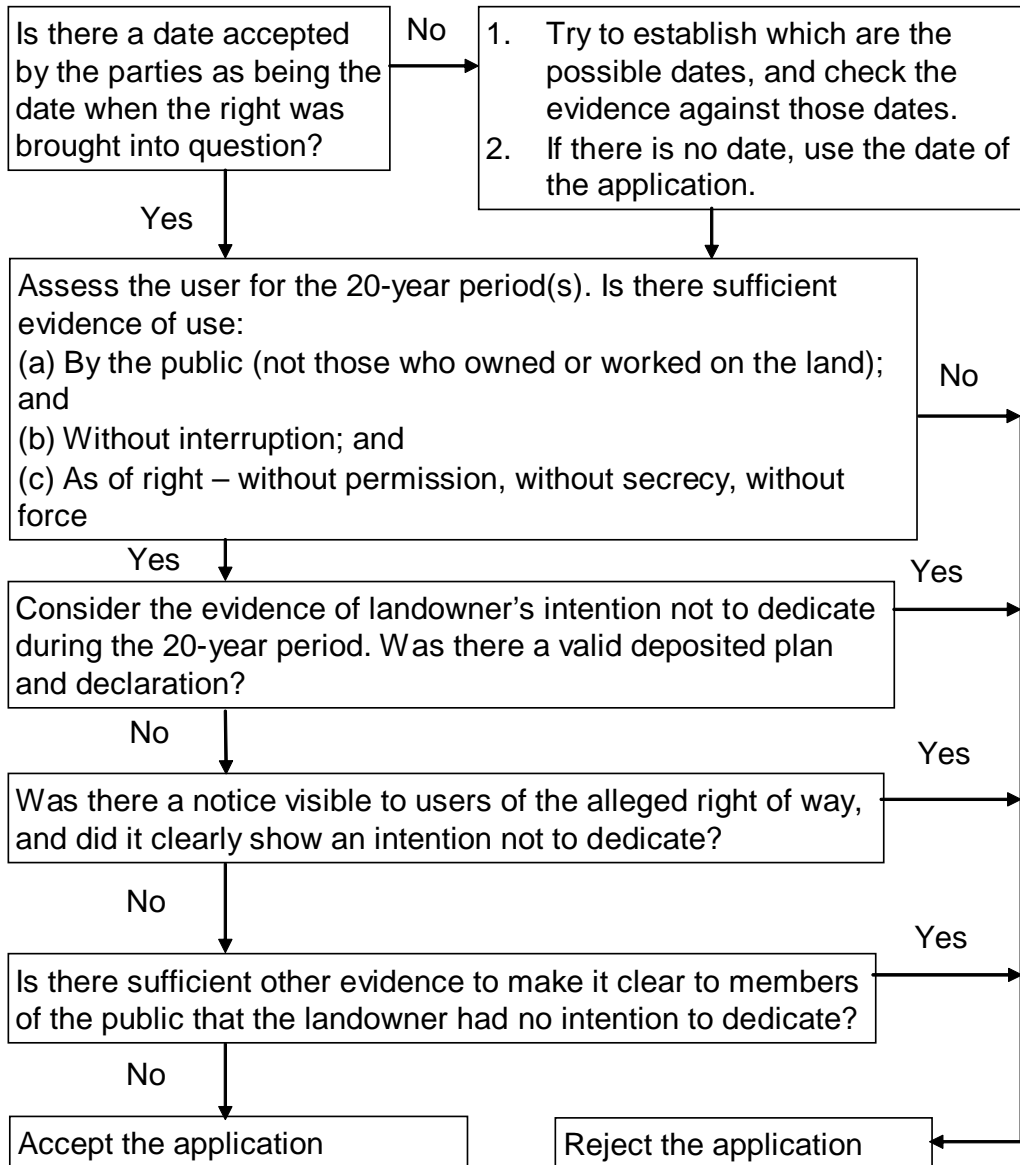 Is there a date accepted
by the parties as being the
date when the right was
brought into question?
No
1. Try to establish which are the
possible dates, and check the
evidence against those dates.
2. If there is no date, use the date of
the application.
Yes
Assess the user for the 20-year period(s). Is there sufficient
evidence of use:
(a) By the public (not those who owned or worked on the land);
and
(b) Without interruption; and
(c) As of right – without permission, without secrecy, without
force
No
Yes
Consider the evidence of landowner’s intention not to dedicate
during the 20-year period. Was there a valid deposited plan
and declaration?
Yes
No
Was there a notice visible to users of the alleged right of way,
and did it clearly show an intention not to dedicate?
Yes
No
Is there sufficient other evidence to make it clear to members
of the public that the landowner had no intention to dedicate?
Yes
No
Accept the application
Reject the application